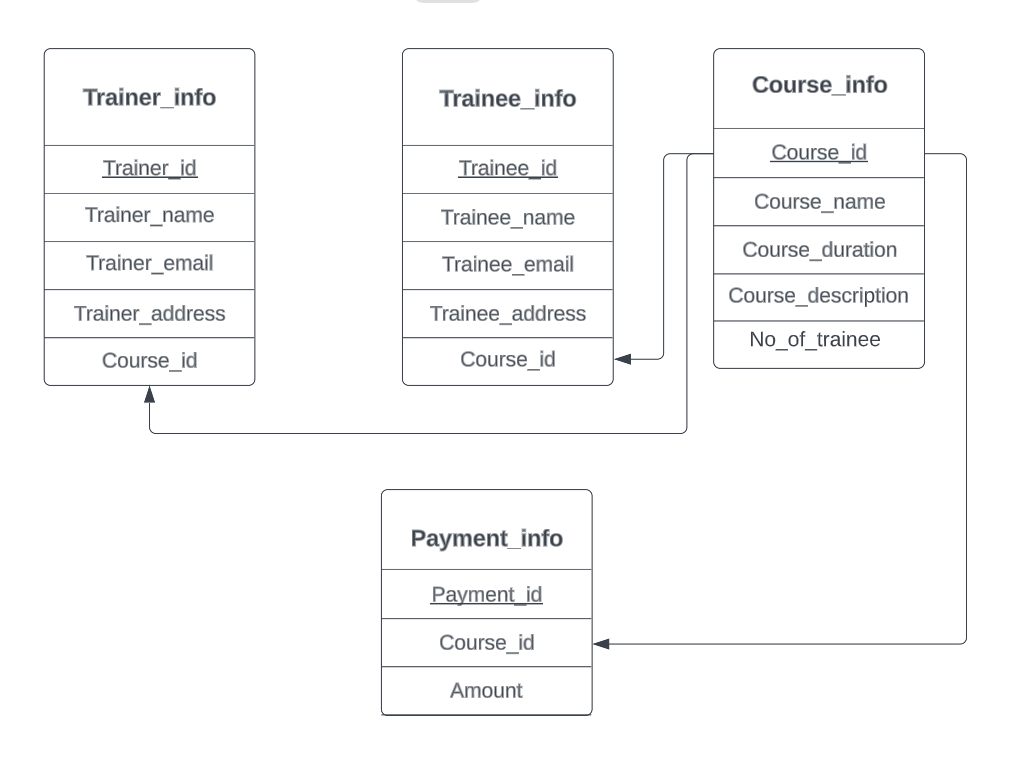 Trainer_info
Trainer_id
Trainer_name
Trainer_email
Trainer_address
Course_id
Trainee_info
Trainee_id
Trainee_name
Trainee_email
Trainee_address
Course_id
Course_info
Course_id
Course_name
Course_duration
Course_description
No_of_trainee
Payment_info
Payment_id
Course_id
Amount